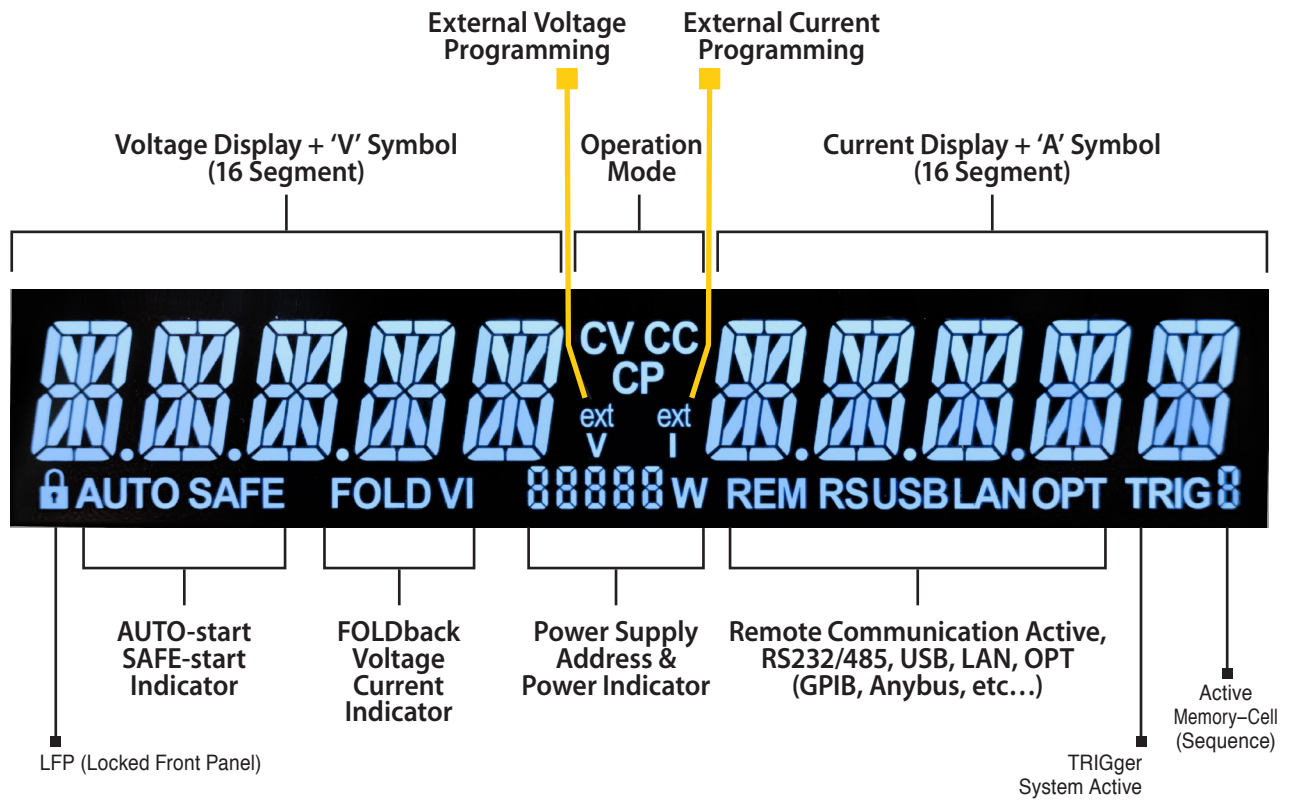 External Voltage
Programming
External Current
Programming
Voltage Display + ‘V’ Symbol
(16 Segment)
Operation
Mode
Current Display + ‘A’ Symbol
(16 Segment)
CV CC
CP
ext
V
ext
I
AUTO SAFE FOLD VI 88888 W REM RS USB LAN OPT TRIG 8
AUTO-start
SAFE-start
Indicator
FOLDback
Voltage
Current
Indicator
Power Supply
Address &
Power Indicator
Remote Communication Active,
RS232/485, USB, LAN, OPT
(GPIB, Anybus, etc…)
Active
Memory–Cell
(Sequence)
LFP (Locked Front Panel)
TRIGger
System Active